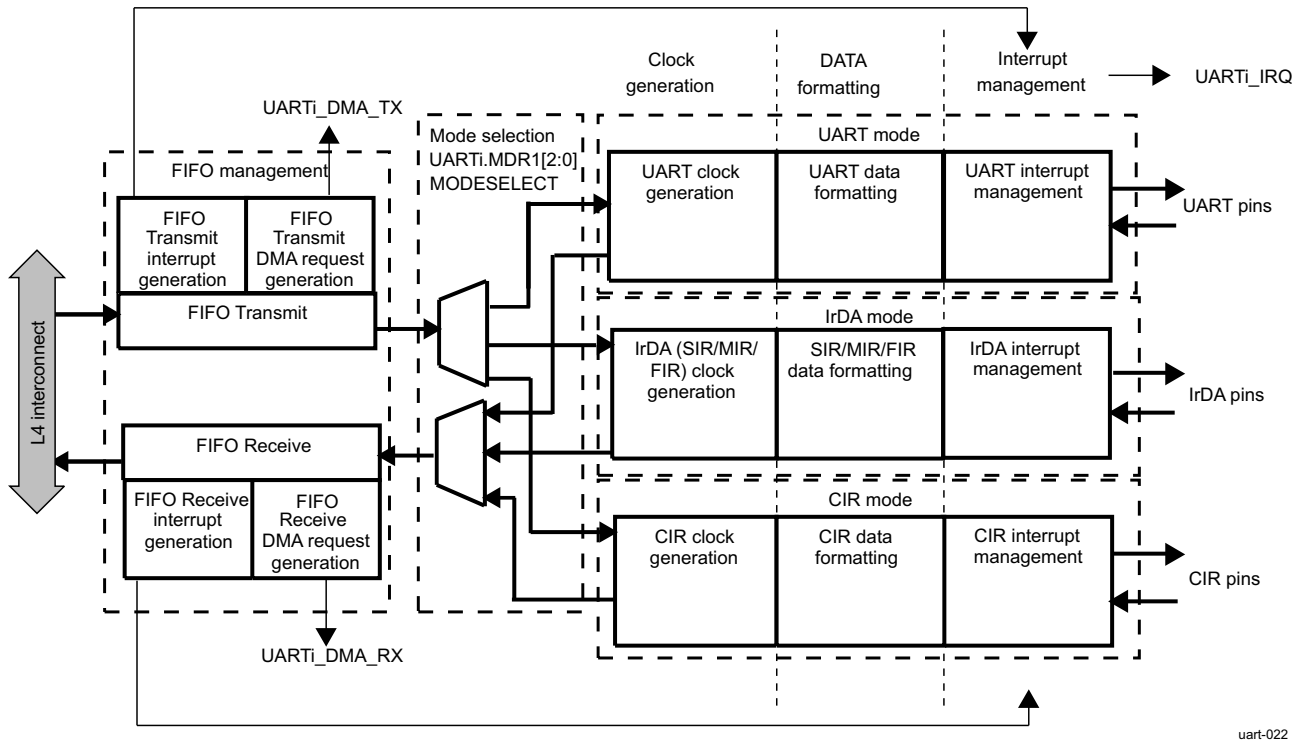 Clock
generation
DATA
formatting
Interrupt
management
UARTi_IRQ
UARTi_DMA_TX
Mode selection
UARTi.MDR1[2:0]
MODESELECT
UART mode
FIFO management
UART clock
generation
UART data
formatting
UART interrupt
management
UART pins
FIFO
Transmit
interrupt
generation
FIFO
Transmit
DMA request
generation
FIFO Transmit
L4 interconnect
IrDA mode
IrDA (SIR/MIR/
FIR) clock
generation
SIR/MIR/FIR
data formatting
IrDA interrupt
management
IrDA pins
FIFO Receive
FIFO Receive
interrupt
generation
FIFO
Receive
DMA request
generation
CIR mode
CIR clock
generation
CIR data
formatting
CIR interrupt
management
CIR pins
UARTi_DMA_RX
uart-022